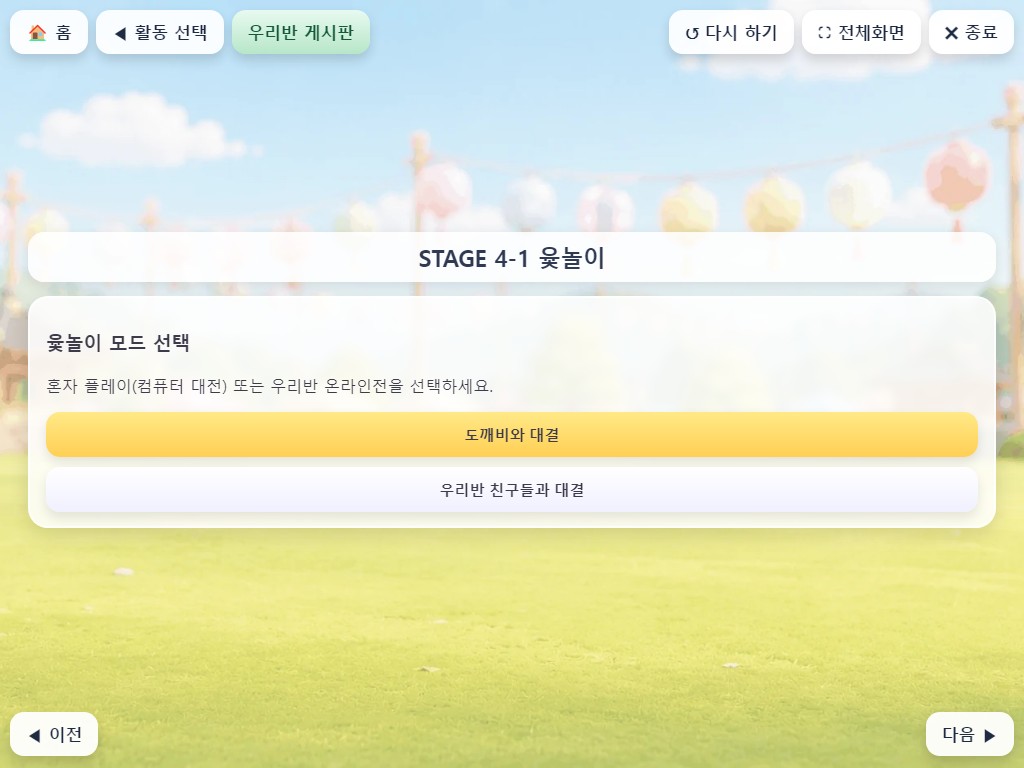 🏠 홈
◀ 활동 선택
우리반 게시판
↺ 다시 하기
⛶ 전체화면
✕ 종료
STAGE 4-1 윷놀이
윷놀이 모드 선택
혼자 플레이(컴퓨터 대전) 또는 우리반 온라인전을 선택하세요.
도깨비와 대결
우리반 친구들과 대결
◀ 이전
다음 ▶